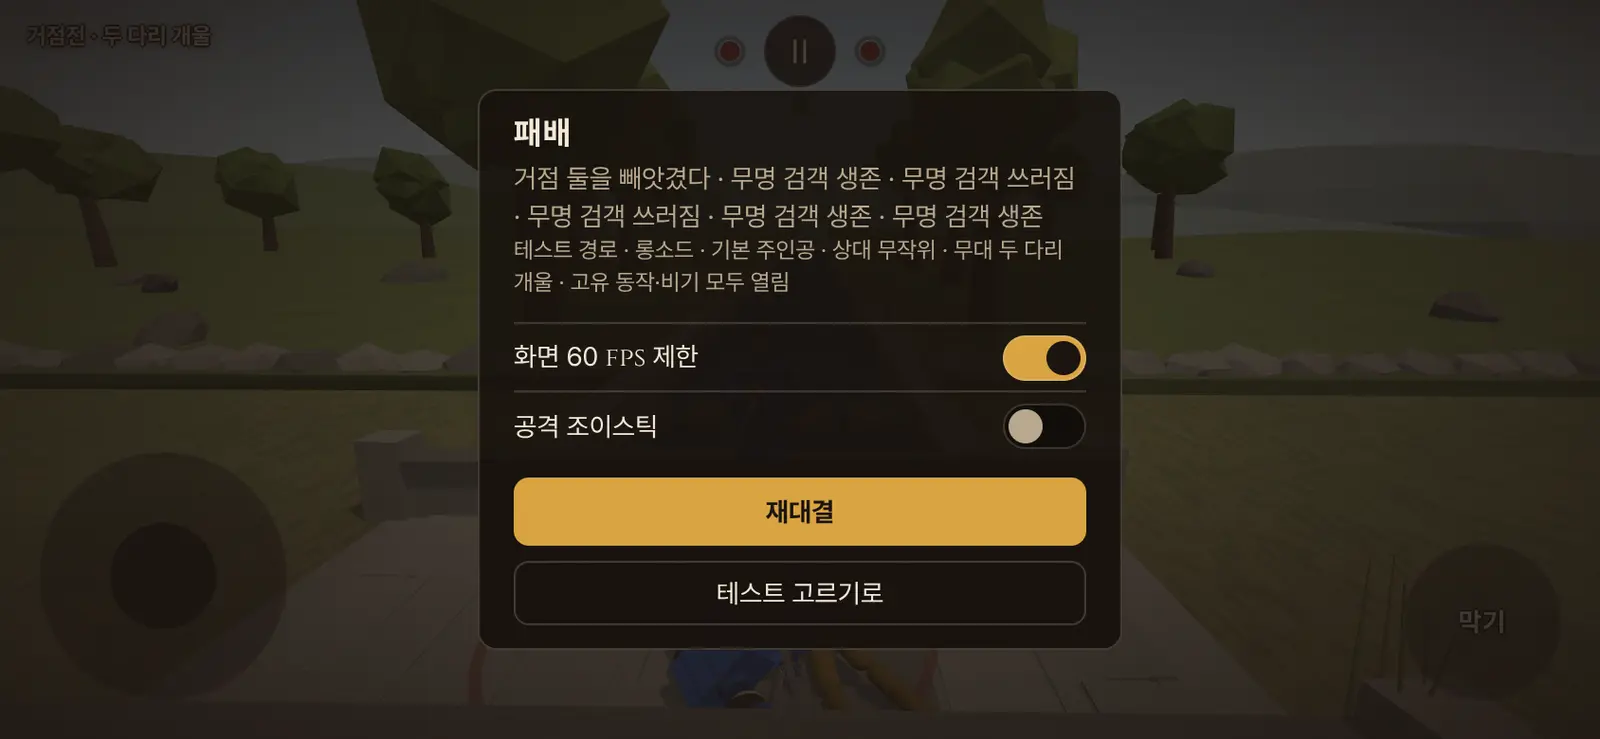 거점전 · 두 다리 개울
패배
거점 둘을 빼앗겼다 · 무명 검객 생존 · 무명 검객 쓰러짐
· 무명 검객 쓰러짐 · 무명 검객 생존 · 무명 검객 생존
테스트 경로 · 롱소드 · 기본 주인공 · 상대 무작위 · 무대 두 다리
개울 · 고유 동작·비기 모두 열림
화면 60 FPS 제한
공격 조이스틱
재대결
테스트 고르기로
막기